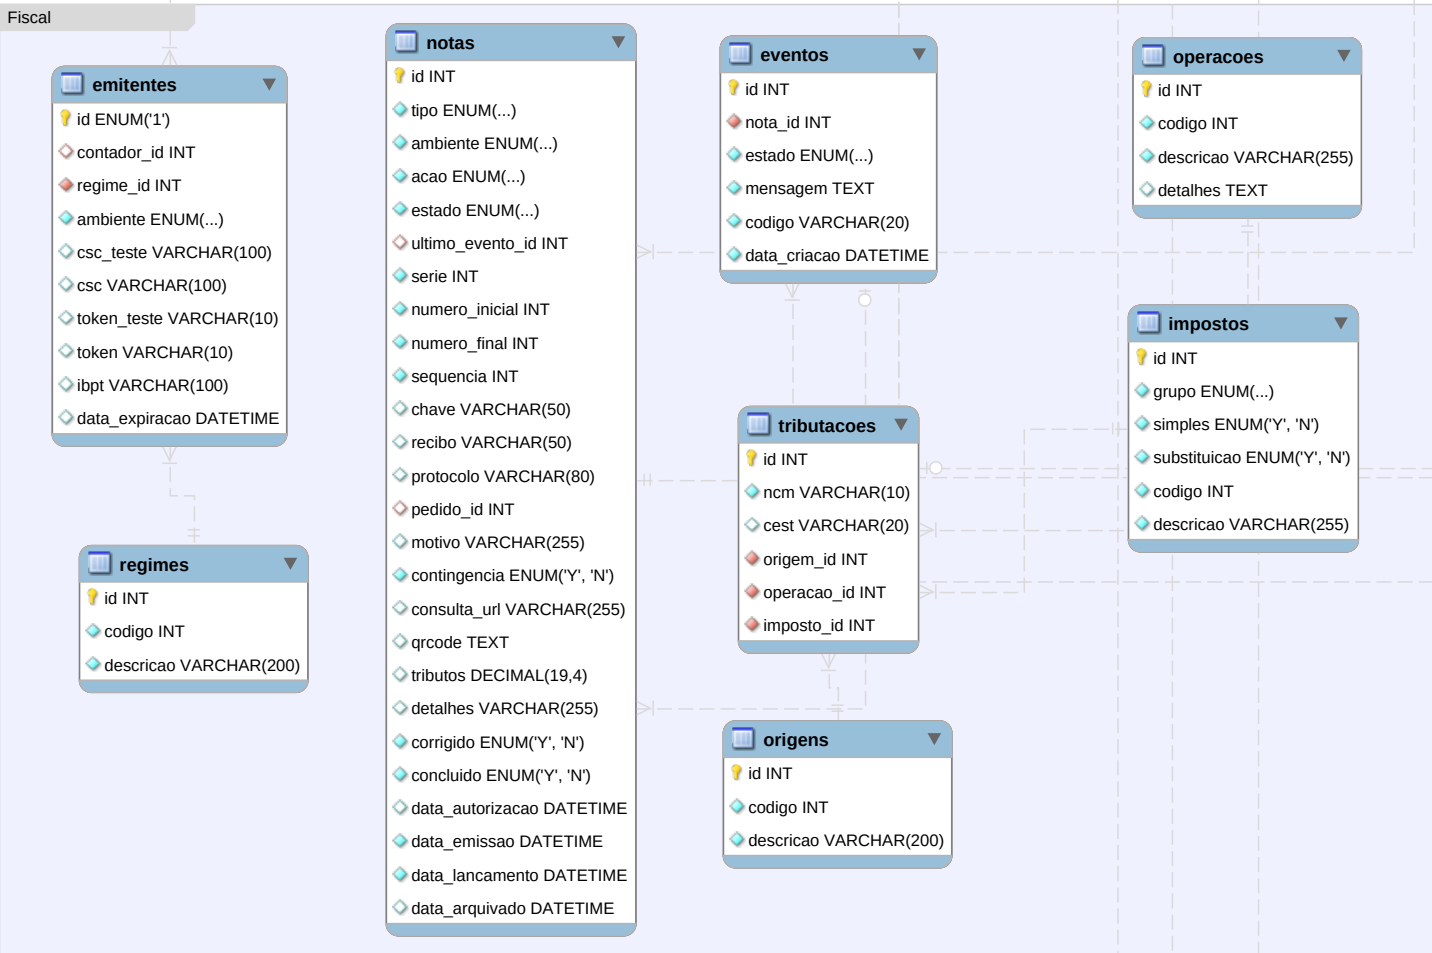 Fiscal
emitentes
id ENUM('1')
contador_id INT
regime_id INT
ambiente ENUM(...)
csc_teste VARCHAR(100)
csc VARCHAR(100)
token_teste VARCHAR(10)
token VARCHAR(10)
ibpt VARCHAR(100)
data_expiracao DATETIME
regimes
id INT
codigo INT
descricao VARCHAR(200)
notas
id INT
tipo ENUM(...)
ambiente ENUM(...)
acao ENUM(...)
estado ENUM(...)
ultimo_evento_id INT
serie INT
numero_inicial INT
numero_final INT
sequencia INT
chave VARCHAR(50)
recibo VARCHAR(50)
protocolo VARCHAR(80)
pedido_id INT
motivo VARCHAR(255)
contingencia ENUM('Y', 'N')
consulta_url VARCHAR(255)
qrcode TEXT
tributos DECIMAL(19,4)
detalhes VARCHAR(255)
corrigido ENUM('Y', 'N')
concluido ENUM('Y', 'N')
data_autorizacao DATETIME
data_emissao DATETIME
data_lancamento DATETIME
data_arquivado DATETIME
eventos
id INT
nota_id INT
estado ENUM(...)
mensagem TEXT
codigo VARCHAR(20)
data_criacao DATETIME
tributacoes
id INT
ncm VARCHAR(10)
cest VARCHAR(20)
origem_id INT
operacao_id INT
imposto_id INT
origens
id INT
codigo INT
descricao VARCHAR(200)
operacoes
id INT
codigo INT
descricao VARCHAR(255)
detalhes TEXT
impostos
id INT
grupo ENUM(...)
simples ENUM('Y', 'N')
substituicao ENUM('Y', 'N')
codigo INT
descricao VARCHAR(255)